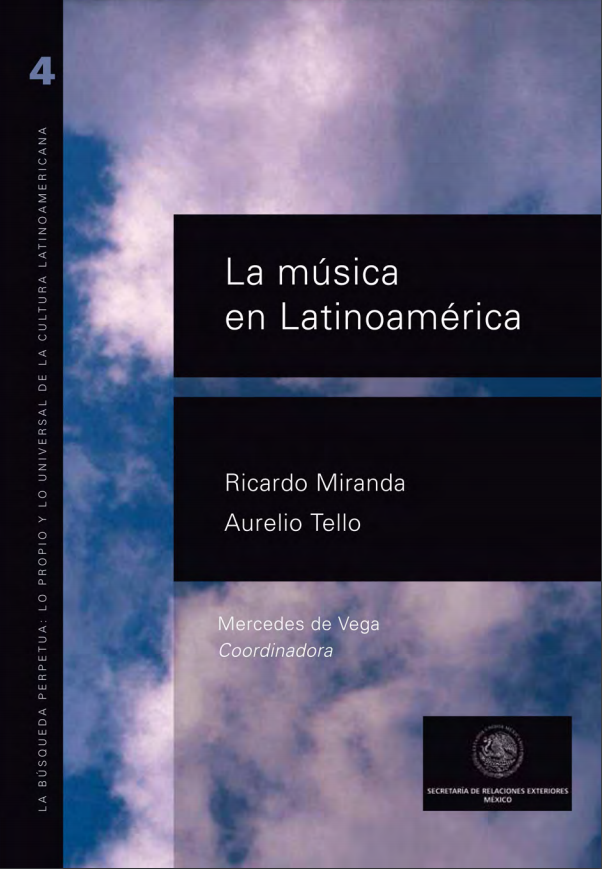 4
LA BÚSQUEDA PERPETUA: LO PROPIO Y LO UNIVERSAL DE LA CULTURA LATINOAMERICANA
La música
en Latinoamérica
Ricardo Miranda
Aurelio Tello
Mercedes de Vega
Coordinadora
SECRETARÍA DE RELACIONES EXTERIORES
MÉXICO